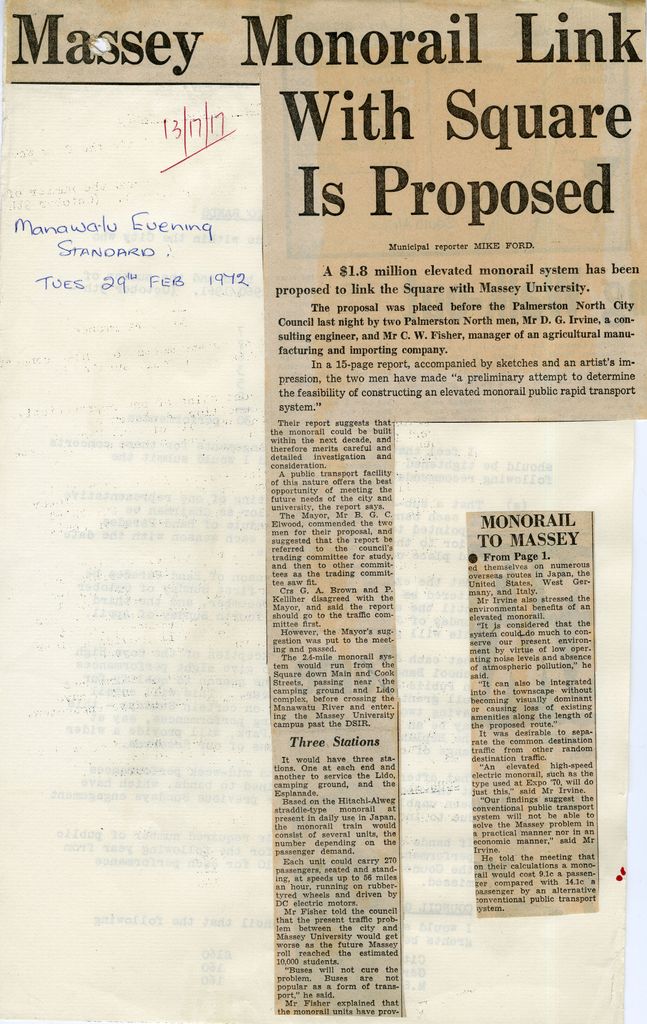 Massey Monorail Link
With Square
Is Proposed
13/17/17
Manawatu Evening
STANDARD.
TUES 29TH FEB 1972
Municipal reporter MIKE FORD.
A $1.8 million elevated monorail system has been
proposed to link the Square with Massey University.
The proposal was placed before the Palmerston North City
Council last night by two Palmerston North men, Mr D. G. Irvine, a con-
sulting engineer, and Mr C. W. Fisher, manager of an agricultural manu-
facturing and importing company.
In a 15-page report, accompanied by sketches and an artist's im-
pression, the two men have made "a preliminary attempt to determine
the feasibility of constructing an elevated monorail public rapid transport
system."
Their report suggests that
the monorail could be built
within the next decade, and
therefore merits careful and
detailed investigation and
consideration.
A public transport facility
of this nature offers the best
opportunity of meeting the
future needs of the city and
university, the report says.
The Mayor, Mr B. G. C.
Elwood, commended the two
men for their proposal, and
suggested that the report be
referred to the council's
trading committee for study,
and then to other commit-
tees as the trading commit-
tee saw fit.
Crs G. A. Brown and P.
Kelliher disagreed with the
Mayor, and said the report
should go to the traffic com-
mittee first.
However, the Mayor's sug-
gestion was put to the meet-
ing and passed.
The 2.4-mile monorail sys-
tem would run from the
Square down Main and Cook
Streets, passing near the
camping ground and Lido
complex, before crossing the
Manawatu River and enter-
ing the Massey University
campus past the DSIR.
Three Stations
It would have three sta-
tions. One at each end and
another to service the Lido,
camping ground, and the
Esplanade.
Based on the Hitachi-Alweg
straddle-type monorail at
present in daily use in Japan,
the monorail train would
consist of several units, the
number depending on the
passenger demand.
Each unit could carry 270
passengers, seated and stand-
ing, at speeds up to 56 miles
an hour, running on rubber-
tyred wheels and driven by
DC electric motors.
Mr Fisher told the council
that the present traffic prob-
lem between the city and
Massey University would get
worse as the future Massey
roll reached the estimated
10,000 students.
"Buses will not cure the
problem. Buses are not
popular as a form of trans-
port," he said.
Mr Fisher explained that
the monorail units have prov-
MONORAIL
TO MASSEY
● From Page 1.
ed themselves on numerous
overseas routes in Japan, the
United States, West Ger-
many, and Italy.
Mr Irvine also stressed the
environmental benefits of an
elevated monorail.
"It is considered that the
system could do much to con-
serve our present environ-
ment by virtue of low oper-
ating noise levels and absence
of atmospheric pollution," he
said.
"It can also be integrated
into the townscape without
becoming visually dominant
or causing loss of existing
amenities along the length of
the proposed route."
It was desirable to sepa-
rate the common destination
traffic from other random
destination traffic.
"An elevated high-speed
electric monorail, such as the
type used at Expo '70, will do
just this," said Mr Irvine.
"Our findings suggest the
conventional public transport
system will not be able to
solve the Massey problem in
a practical manner nor in an
economic manner," said Mr
Irvine.
He told the meeting that
on their calculations a mono-
rail would cost 9.1c a passen-
ger compared with 14.1c a
passenger by an alternative
conventional public transport
system.